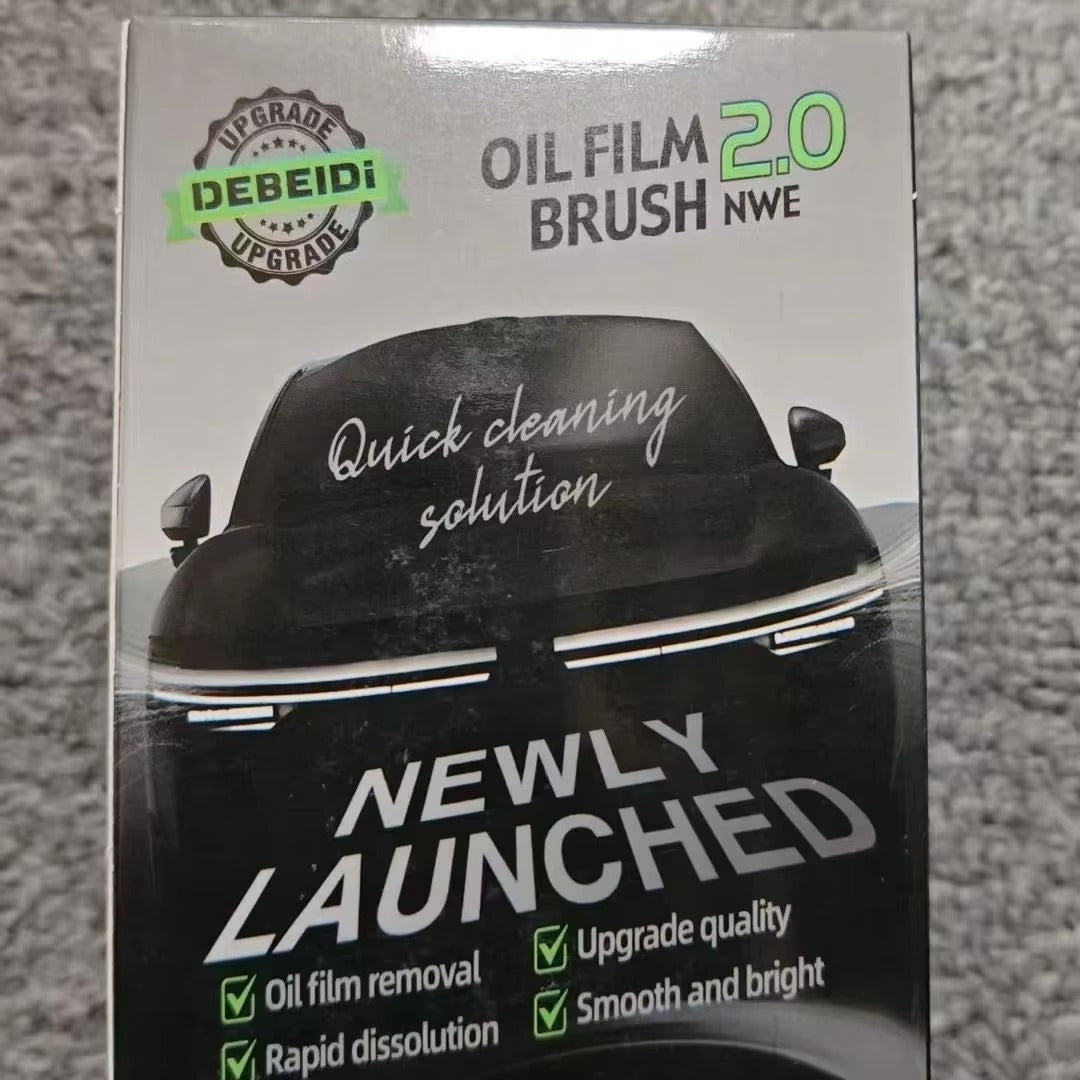 UPGRADE
DEBEIDi
UPGRADE
OIL FILM 2.0
BRUSH NWE
Quick cleaning
solution
NEWLY
LAUNCHED
Oil film removal
Upgrade quality
Rapid dissolution
Smooth and bright